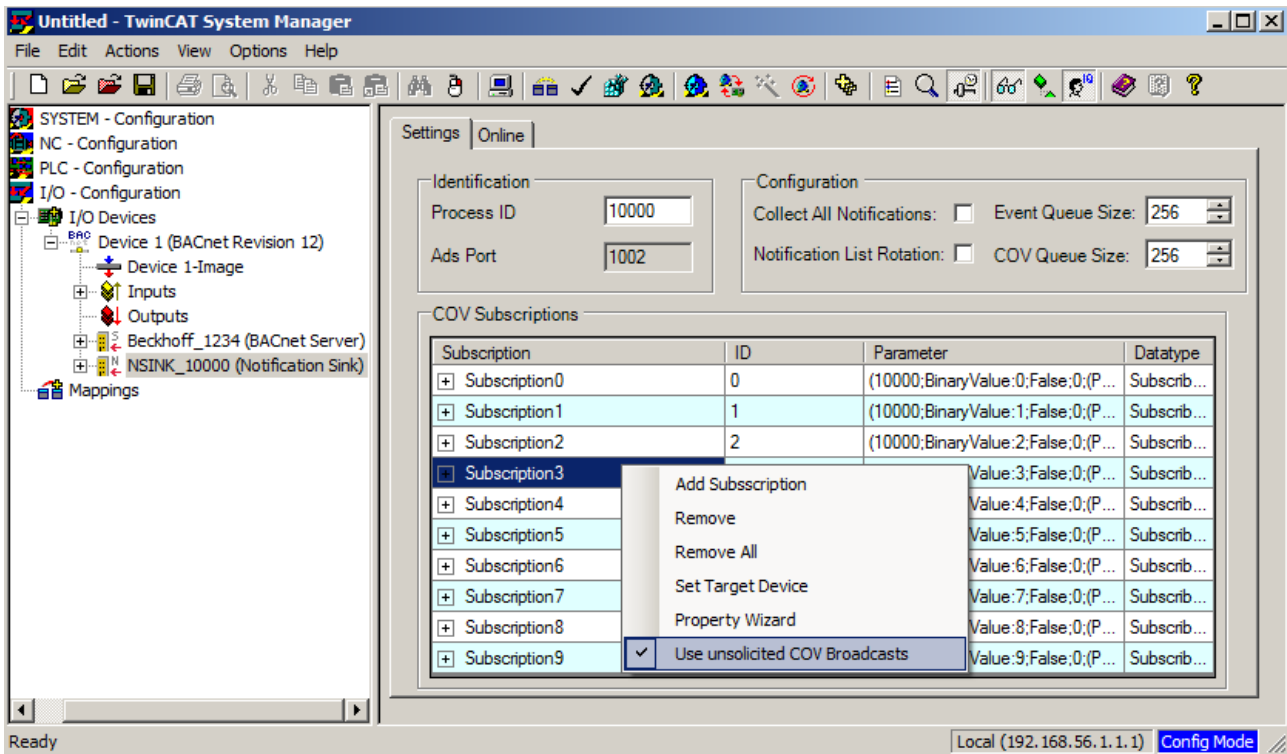 Untitled - TwinCAT System Manager
File Edit Actions View Options Help
SYSTEM - Configuration
NC - Configuration
PLC - Configuration
I/O - Configuration
I/O Devices
Device 1 (BACnet Revision 12)
Device 1-Image
Inputs
Outputs
Beckhoff_1234 (BACnet Server)
NSINK_10000 (Notification Sink)
Mappings
Settings Online
Identification
Process ID 10000
Ads Port 1002
Configuration
Collect All Notifications: Event Queue Size: 256
Notification List Rotation: COV Queue Size: 256
COV Subscriptions
Subscription ID Parameter Datatype
Subscription0 0 (10000;BinaryValue:0;False;0;(P... Subscrib...
Subscription1 1 (10000;BinaryValue:1;False;0;(P... Subscrib...
Subscription2 2 (10000;BinaryValue:2;False;0;(P... Subscrib...
Subscription3 Value:3;False;0;(P... Subscrib...
Subscription4 Value:4;False;0;(P... Subscrib...
Subscription5 Value:5;False;0;(P... Subscrib...
Subscription6 Value:6;False;0;(P... Subscrib...
Subscription7 Value:7;False;0;(P... Subscrib...
Subscription8 Value:8;False;0;(P... Subscrib...
Subscription9 Value:9;False;0;(P... Subscrib...
Add Subsscription
Remove
Remove All
Set Target Device
Property Wizard
Use unsolicited COV Broadcasts
Ready
Local (192.168.56.1.1.1) Config Mode